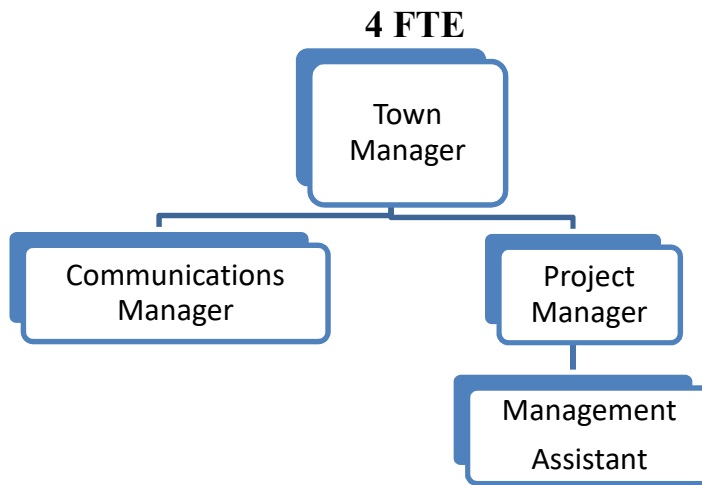 4 FTE
Town
Manager
Communications
Manager
Project
Manager
Management
Assistant